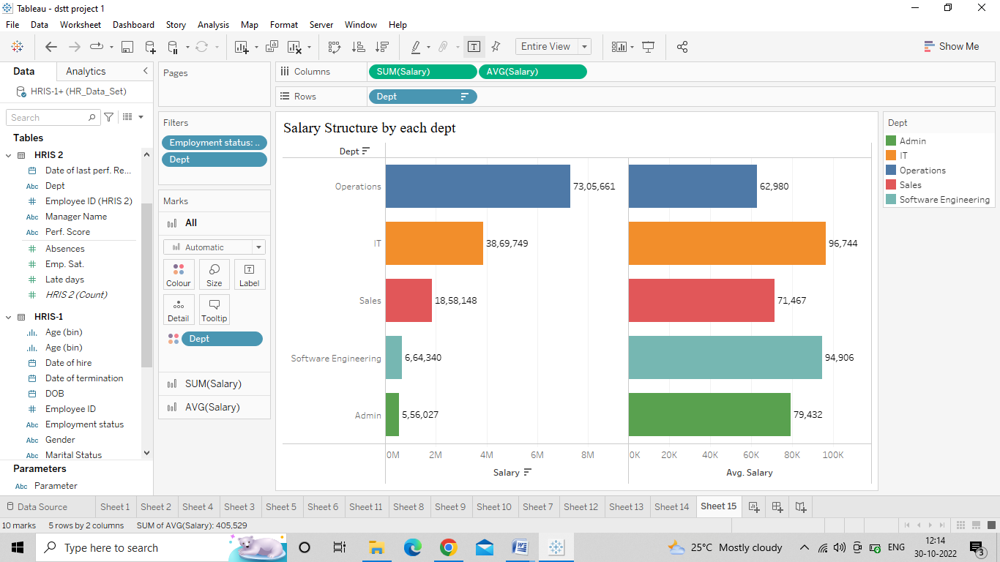 Tableau - dstt project 1
File Data Worksheet Dashboard Story Analysis Map Format Server Window Help
Entire View
Show Me
Data Analytics
HRIS-1+ (HR_Data_Set)
Search
Tables
HRIS 2
Date of last perf. Re...
Abc Dept
# Employee ID (HRIS 2)
Abc Manager Name
Abc Perf. Score
# Absences
# Emp. Sat.
# Late days
# HRIS 2 (Count)
HRIS-1
Age (bin)
Age (bin)
Date of hire
Date of termination
DOB
# Employee ID
Abc Employment status
Abc Gender
Abc Marital Status
Parameters
Abc Parameter
Pages
Filters
Employment status: ..
Dept
Marks
All
Automatic
Colour Size Label
Detail Tooltip
Dept
SUM(Salary)
AVG(Salary)
Columns SUM(Salary) AVG(Salary)
Rows Dept
Salary Structure by each dept
Dept
Operations 73,05,661 62,980
IT 38,69,749 96,744
Sales 18,58,148 71,467
Software Engineering 6,64,340 94,906
Admin 5,56,027 79,432
0M 2M 4M 6M 8M 0K 20K 40K 60K 80K 100K
Salary Avg. Salary
Dept
Admin
IT
Operations
Sales
Software Engineering
Data Source Sheet 1 Sheet 2 Sheet 4 Sheet 3 Sheet 5 Sheet 6 Sheet 11 Sheet 8 Sheet 9 Sheet 10 Sheet 7 Sheet 12 Sheet 13 Sheet 14 Sheet 15
10 marks 5 rows by 2 columns SUM of AVG(Salary): 405,529
Type here to search
25°C Mostly cloudy
ENG
12:14
30-10-2022
3